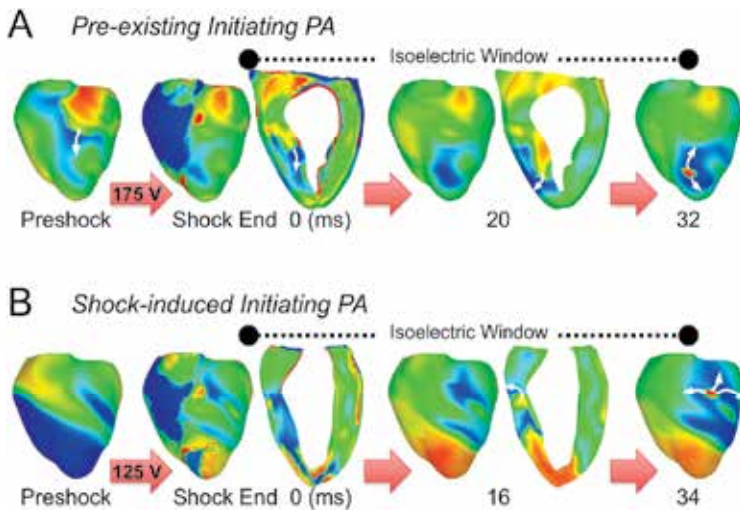 A Pre-existing Initiating PA
Isoelectric Window
175 V
Preshock Shock End 0 (ms) 20 32
B Shock-induced Initiating PA
Isoelectric Window
125 V
Preshock Shock End 0 (ms) 16 34